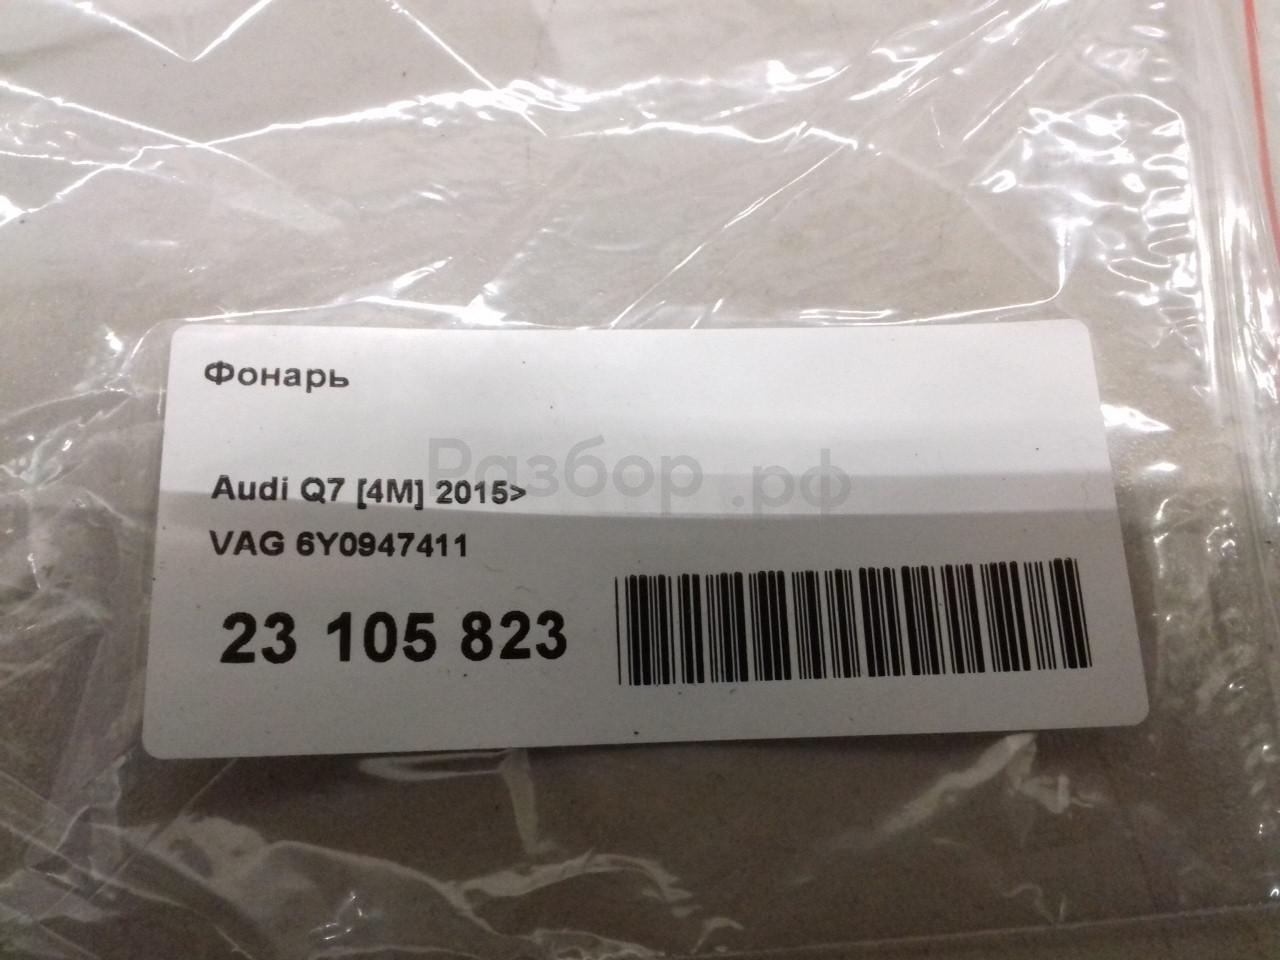 Фонарь
Разбор.рф
Audi Q7 [4M] 2015>
VAG 6Y0947411
23 105 823